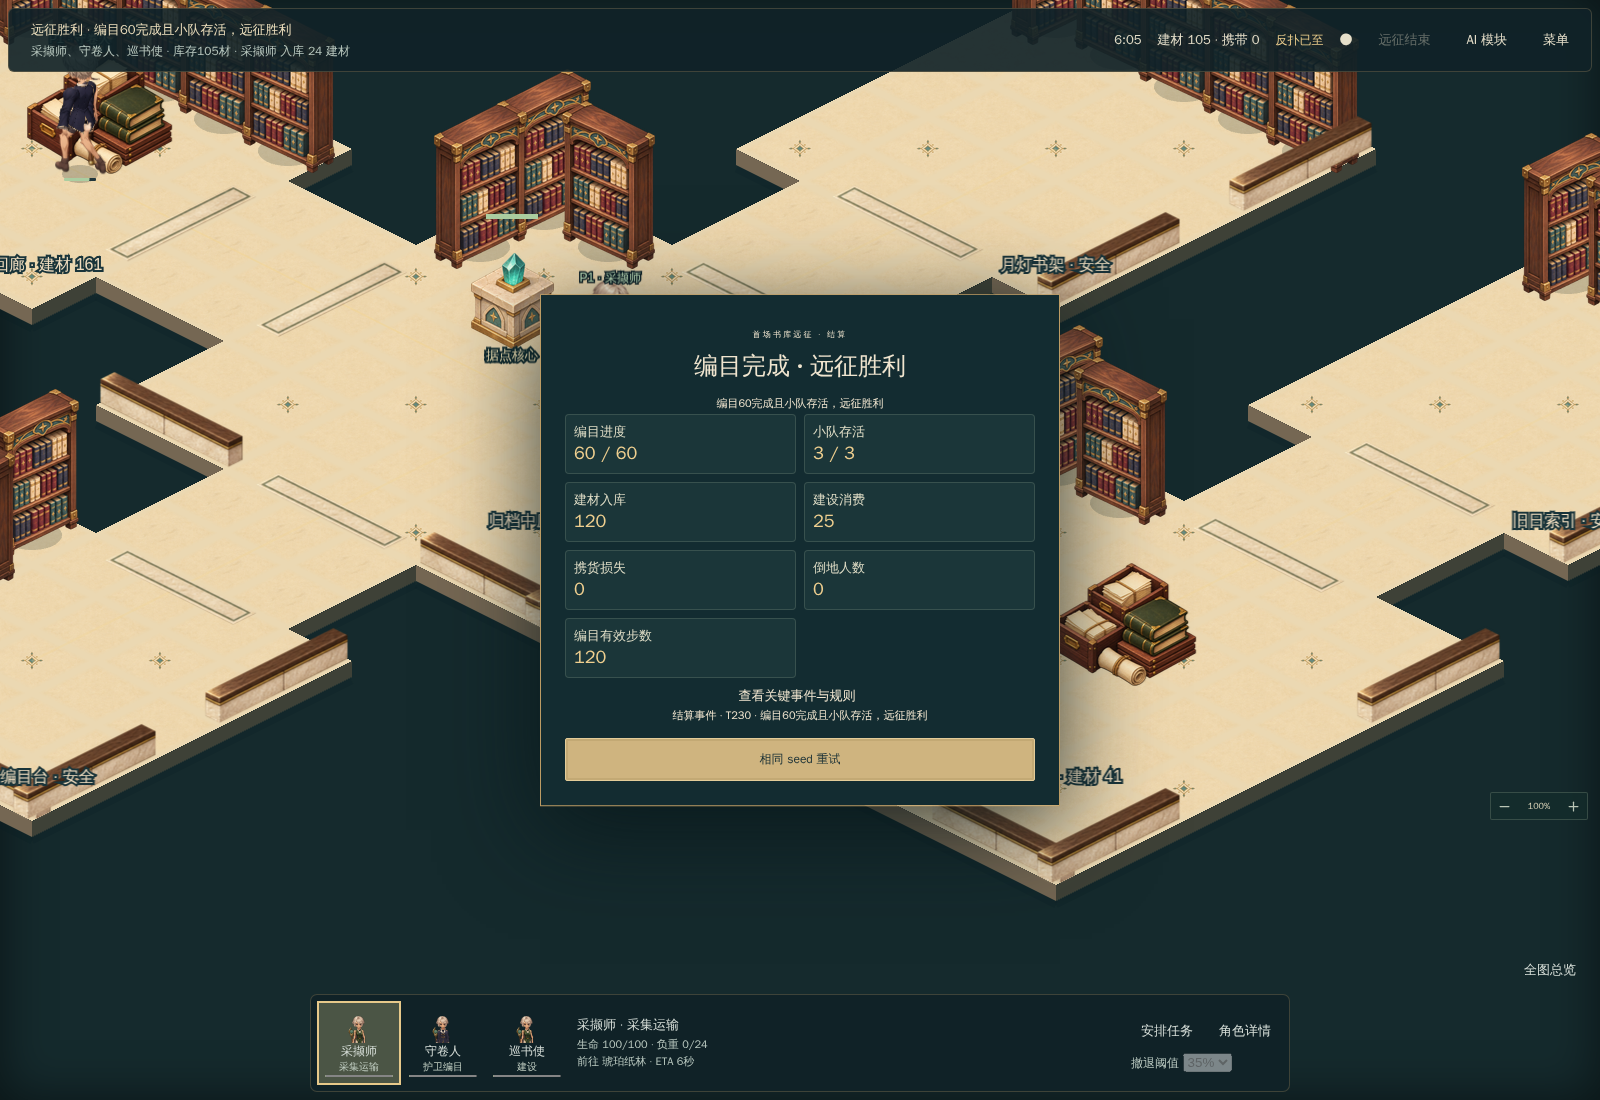 远征胜利 · 编目60完成且小队存活，远征胜利
采撷师、守卷人、巡书使 · 库存105材 · 采撷师 入库 24 建材
6:05 建材 105 · 携带 0 反扑已至 远征结束 AI 模块 菜单
回廊 · 建材 161
月灯书架 · 安全
P1 · 采撷师
据点核心
首场书库远征 · 结算
编目完成 · 远征胜利
编目60完成且小队存活，远征胜利
编目进度
60 / 60
小队存活
3 / 3
建材入库
120
建设消费
25
携货损失
0
倒地人数
0
编目有效步数
120
查看关键事件与规则
结算事件 · T230 · 编目60完成且小队存活，远征胜利
相同 seed 重试
归档中
旧日索引 · 安
编目台 · 安全
· 建材 41
− 100% +
全图总览
采撷师
采集运输
守卷人
护卫编目
巡书使
建设
采撷师 · 采集运输
生命 100/100 · 负重 0/24
前往 琥珀纸林 · ETA 6秒
安排任务 角色详情
撤退阈值 35%